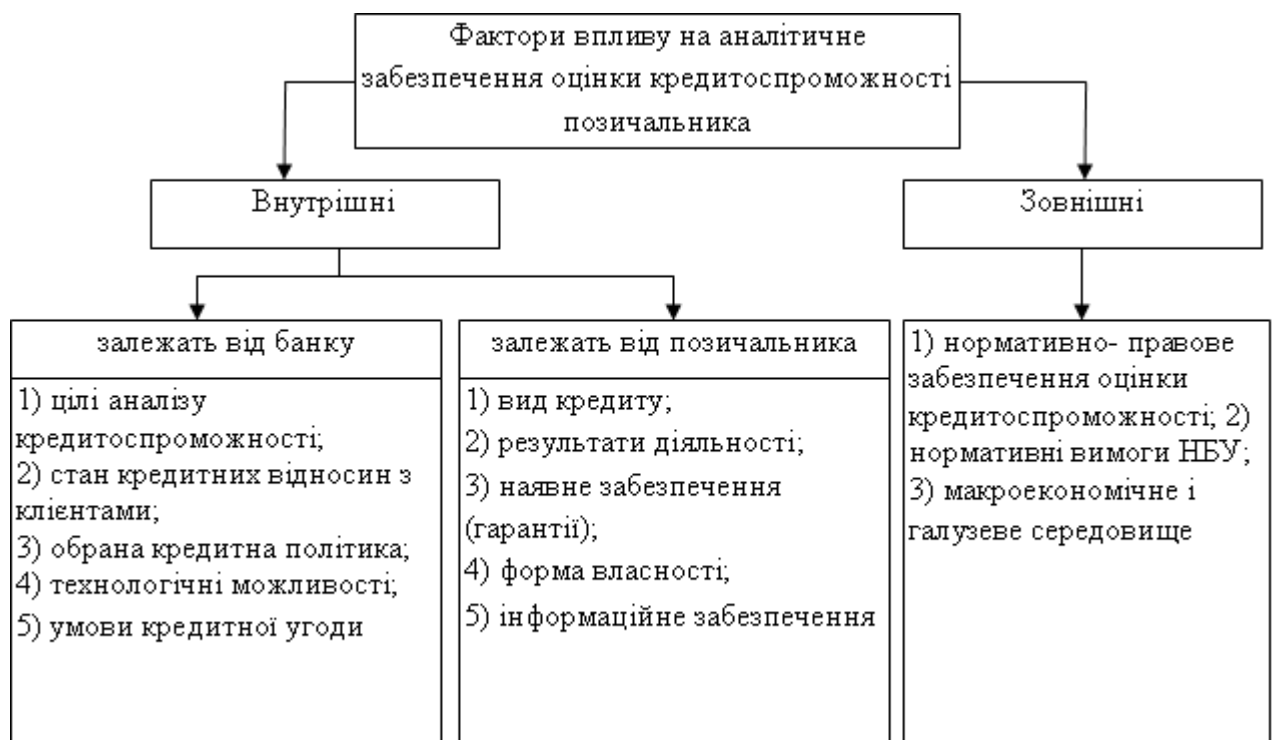 Фактори впливу на аналітичне
забезпечення оцінки кредитоспроможності
позичальника
Внутрішні
Зовнішні
залежать від банку
1) цілі аналізу
кредитоспроможності;
2) стан кредитних відносин з
клієнтами;
3) обрана кредитна політика;
4) технологічні можливості;
5) умови кредитної угоди
залежать від позичальника
1) вид кредиту;
2) результати діяльності;
3) наявне забезпечення
(гарантії);
4) форма власності;
5) інформаційне забезпечення
1) нормативно- правове
забезпечення оцінки
кредитоспроможності; 2)
нормативні вимоги НБУ;
3) макроекономічне і
галузеве середовище